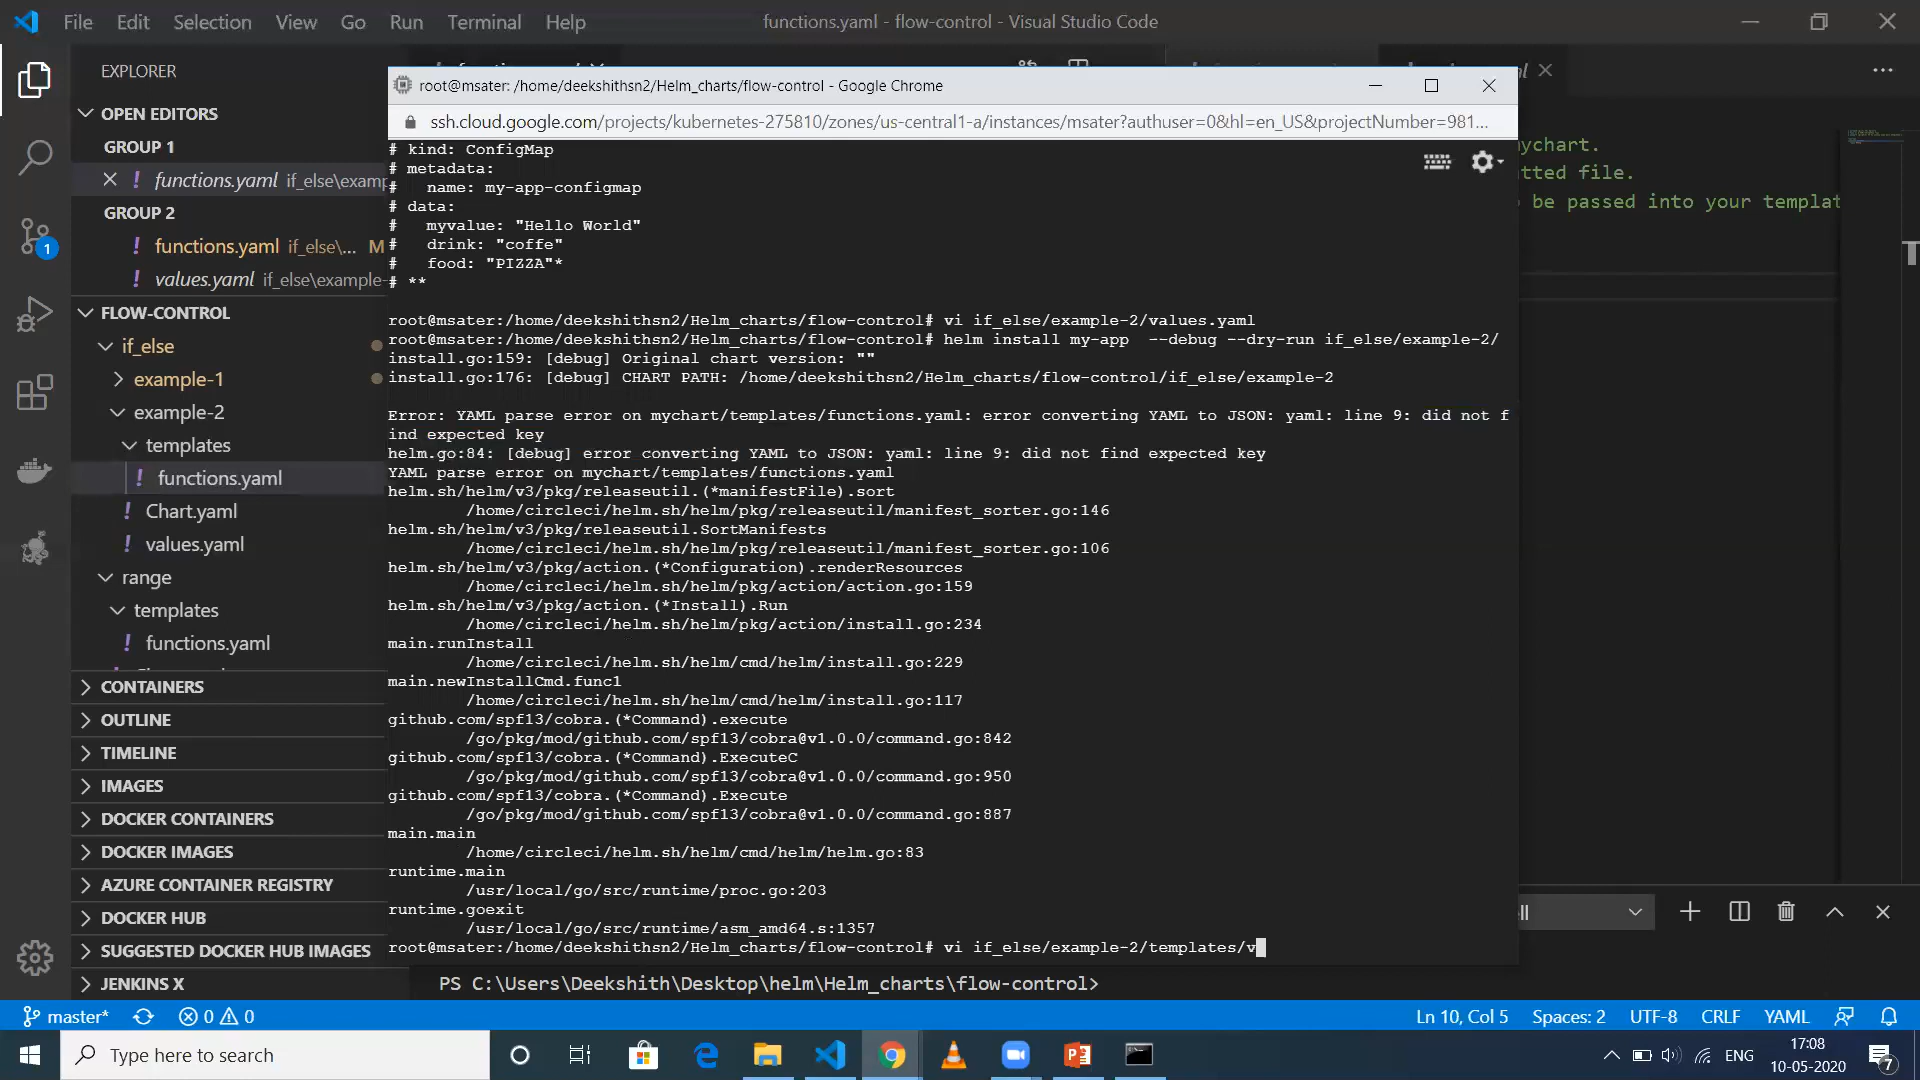 File Edit Selection View Go Run Terminal Help
functions.yaml - flow-control - Visual Studio Code
EXPLORER
OPEN EDITORS
GROUP 1
functions.yaml if_else\examp
GROUP 2
functions.yaml if_else\... M
values.yaml if_else\example-
FLOW-CONTROL
if_else
example-1
example-2
templates
functions.yaml
Chart.yaml
values.yaml
range
templates
functions.yaml
CONTAINERS
OUTLINE
TIMELINE
IMAGES
DOCKER CONTAINERS
DOCKER IMAGES
AZURE CONTAINER REGISTRY
DOCKER HUB
SUGGESTED DOCKER HUB IMAGES
JENKINS X
1
root@msater: /home/deekshithsn2/Helm_charts/flow-control - Google Chrome
ssh.cloud.google.com/projects/kubernetes-275810/zones/us-central1-a/instances/msater?authuser=0&hl=en_US&projectNumber=981...
# kind: ConfigMap
# metadata:
#   name: my-app-configmap
# data:
#   myvalue: "Hello World"
#   drink: "coffe"
#   food: "PIZZA"*
# **
root@msater:/home/deekshithsn2/Helm_charts/flow-control# vi if_else/example-2/values.yaml
root@msater:/home/deekshithsn2/Helm_charts/flow-control# helm install my-app  --debug --dry-run if_else/example-2/
install.go:159: [debug] Original chart version: ""
install.go:176: [debug] CHART PATH: /home/deekshithsn2/Helm_charts/flow-control/if_else/example-2
Error: YAML parse error on mychart/templates/functions.yaml: error converting YAML to JSON: yaml: line 9: did not f
ind expected key
helm.go:84: [debug] error converting YAML to JSON: yaml: line 9: did not find expected key
YAML parse error on mychart/templates/functions.yaml
helm.sh/helm/v3/pkg/releaseutil.(*manifestFile).sort
/home/circleci/helm.sh/helm/pkg/releaseutil/manifest_sorter.go:146
helm.sh/helm/v3/pkg/releaseutil.SortManifests
/home/circleci/helm.sh/helm/pkg/releaseutil/manifest_sorter.go:106
helm.sh/helm/v3/pkg/action.(*Configuration).renderResources
/home/circleci/helm.sh/helm/pkg/action/action.go:159
helm.sh/helm/v3/pkg/action.(*Install).Run
/home/circleci/helm.sh/helm/pkg/action/install.go:234
main.runInstall
/home/circleci/helm.sh/helm/cmd/helm/install.go:229
main.newInstallCmd.func1
/home/circleci/helm.sh/helm/cmd/helm/install.go:117
github.com/spf13/cobra.(*Command).execute
/go/pkg/mod/github.com/spf13/cobra@v1.0.0/command.go:842
github.com/spf13/cobra.(*Command).ExecuteC
/go/pkg/mod/github.com/spf13/cobra@v1.0.0/command.go:950
github.com/spf13/cobra.(*Command).Execute
/go/pkg/mod/github.com/spf13/cobra@v1.0.0/command.go:887
main.main
/home/circleci/helm.sh/helm/cmd/helm/helm.go:83
runtime.main
/usr/local/go/src/runtime/proc.go:203
runtime.goexit
/usr/local/go/src/runtime/asm_amd64.s:1357
root@msater:/home/deekshithsn2/Helm_charts/flow-control# vi if_else/example-2/templates/v
ychart.
tted file.
be passed into your templat
ll
PS C:\Users\Deekshith\Desktop\helm\Helm_charts\flow-control>
master* 0 0
Ln 10, Col 5 Spaces: 2 UTF-8 CRLF YAML
Type here to search
ENG
17:08
10-05-2020
7